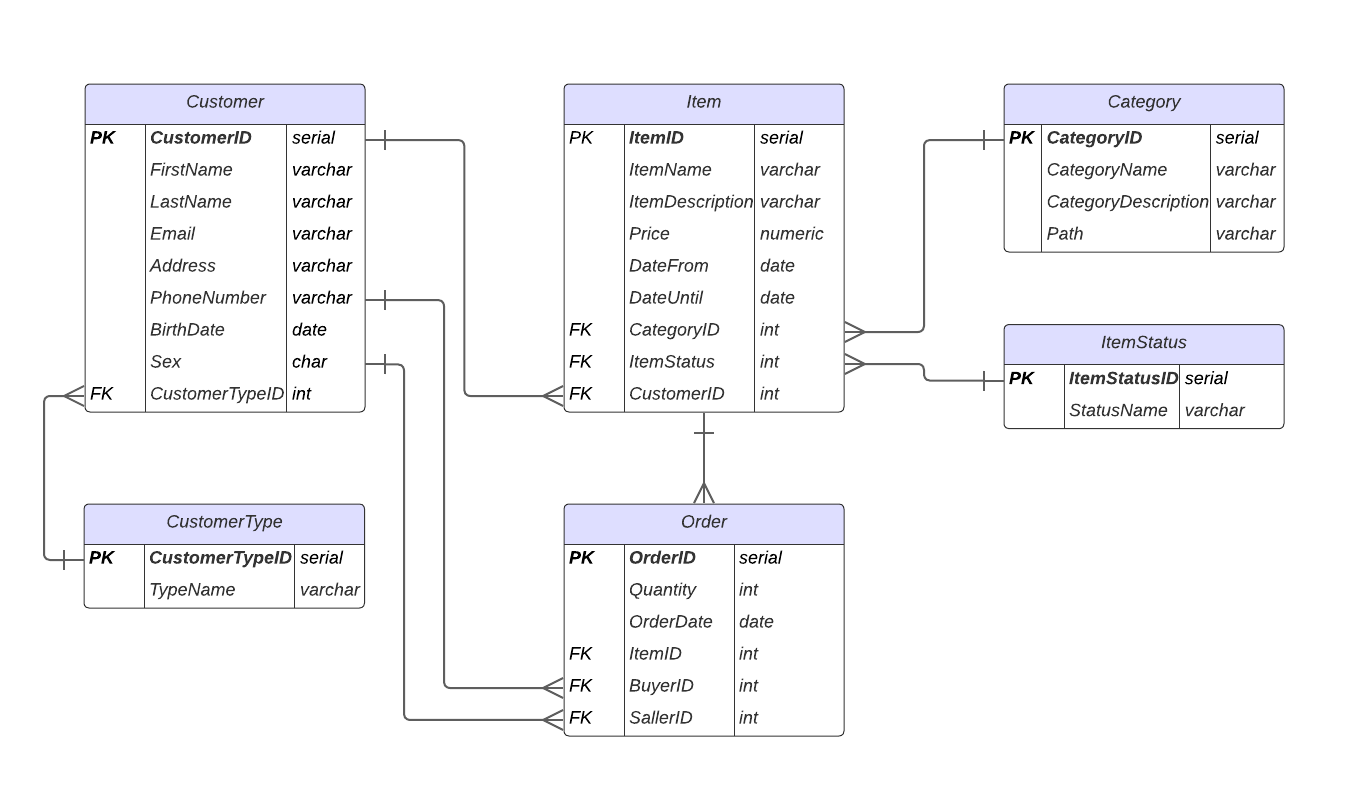 Customer
PK CustomerID serial
FirstName varchar
LastName varchar
Email varchar
Address varchar
PhoneNumber varchar
BirthDate date
Sex char
FK CustomerTypeID int
Item
PK ItemID serial
ItemName varchar
ItemDescription varchar
Price numeric
DateFrom date
DateUntil date
FK CategoryID int
FK ItemStatus int
FK CustomerID int
Category
PK CategoryID serial
CategoryName varchar
CategoryDescription varchar
Path varchar
ItemStatus
PK ItemStatusID serial
StatusName varchar
CustomerType
PK CustomerTypeID serial
TypeName varchar
Order
PK OrderID serial
Quantity int
OrderDate date
FK ItemID int
FK BuyerID int
FK SallerID int